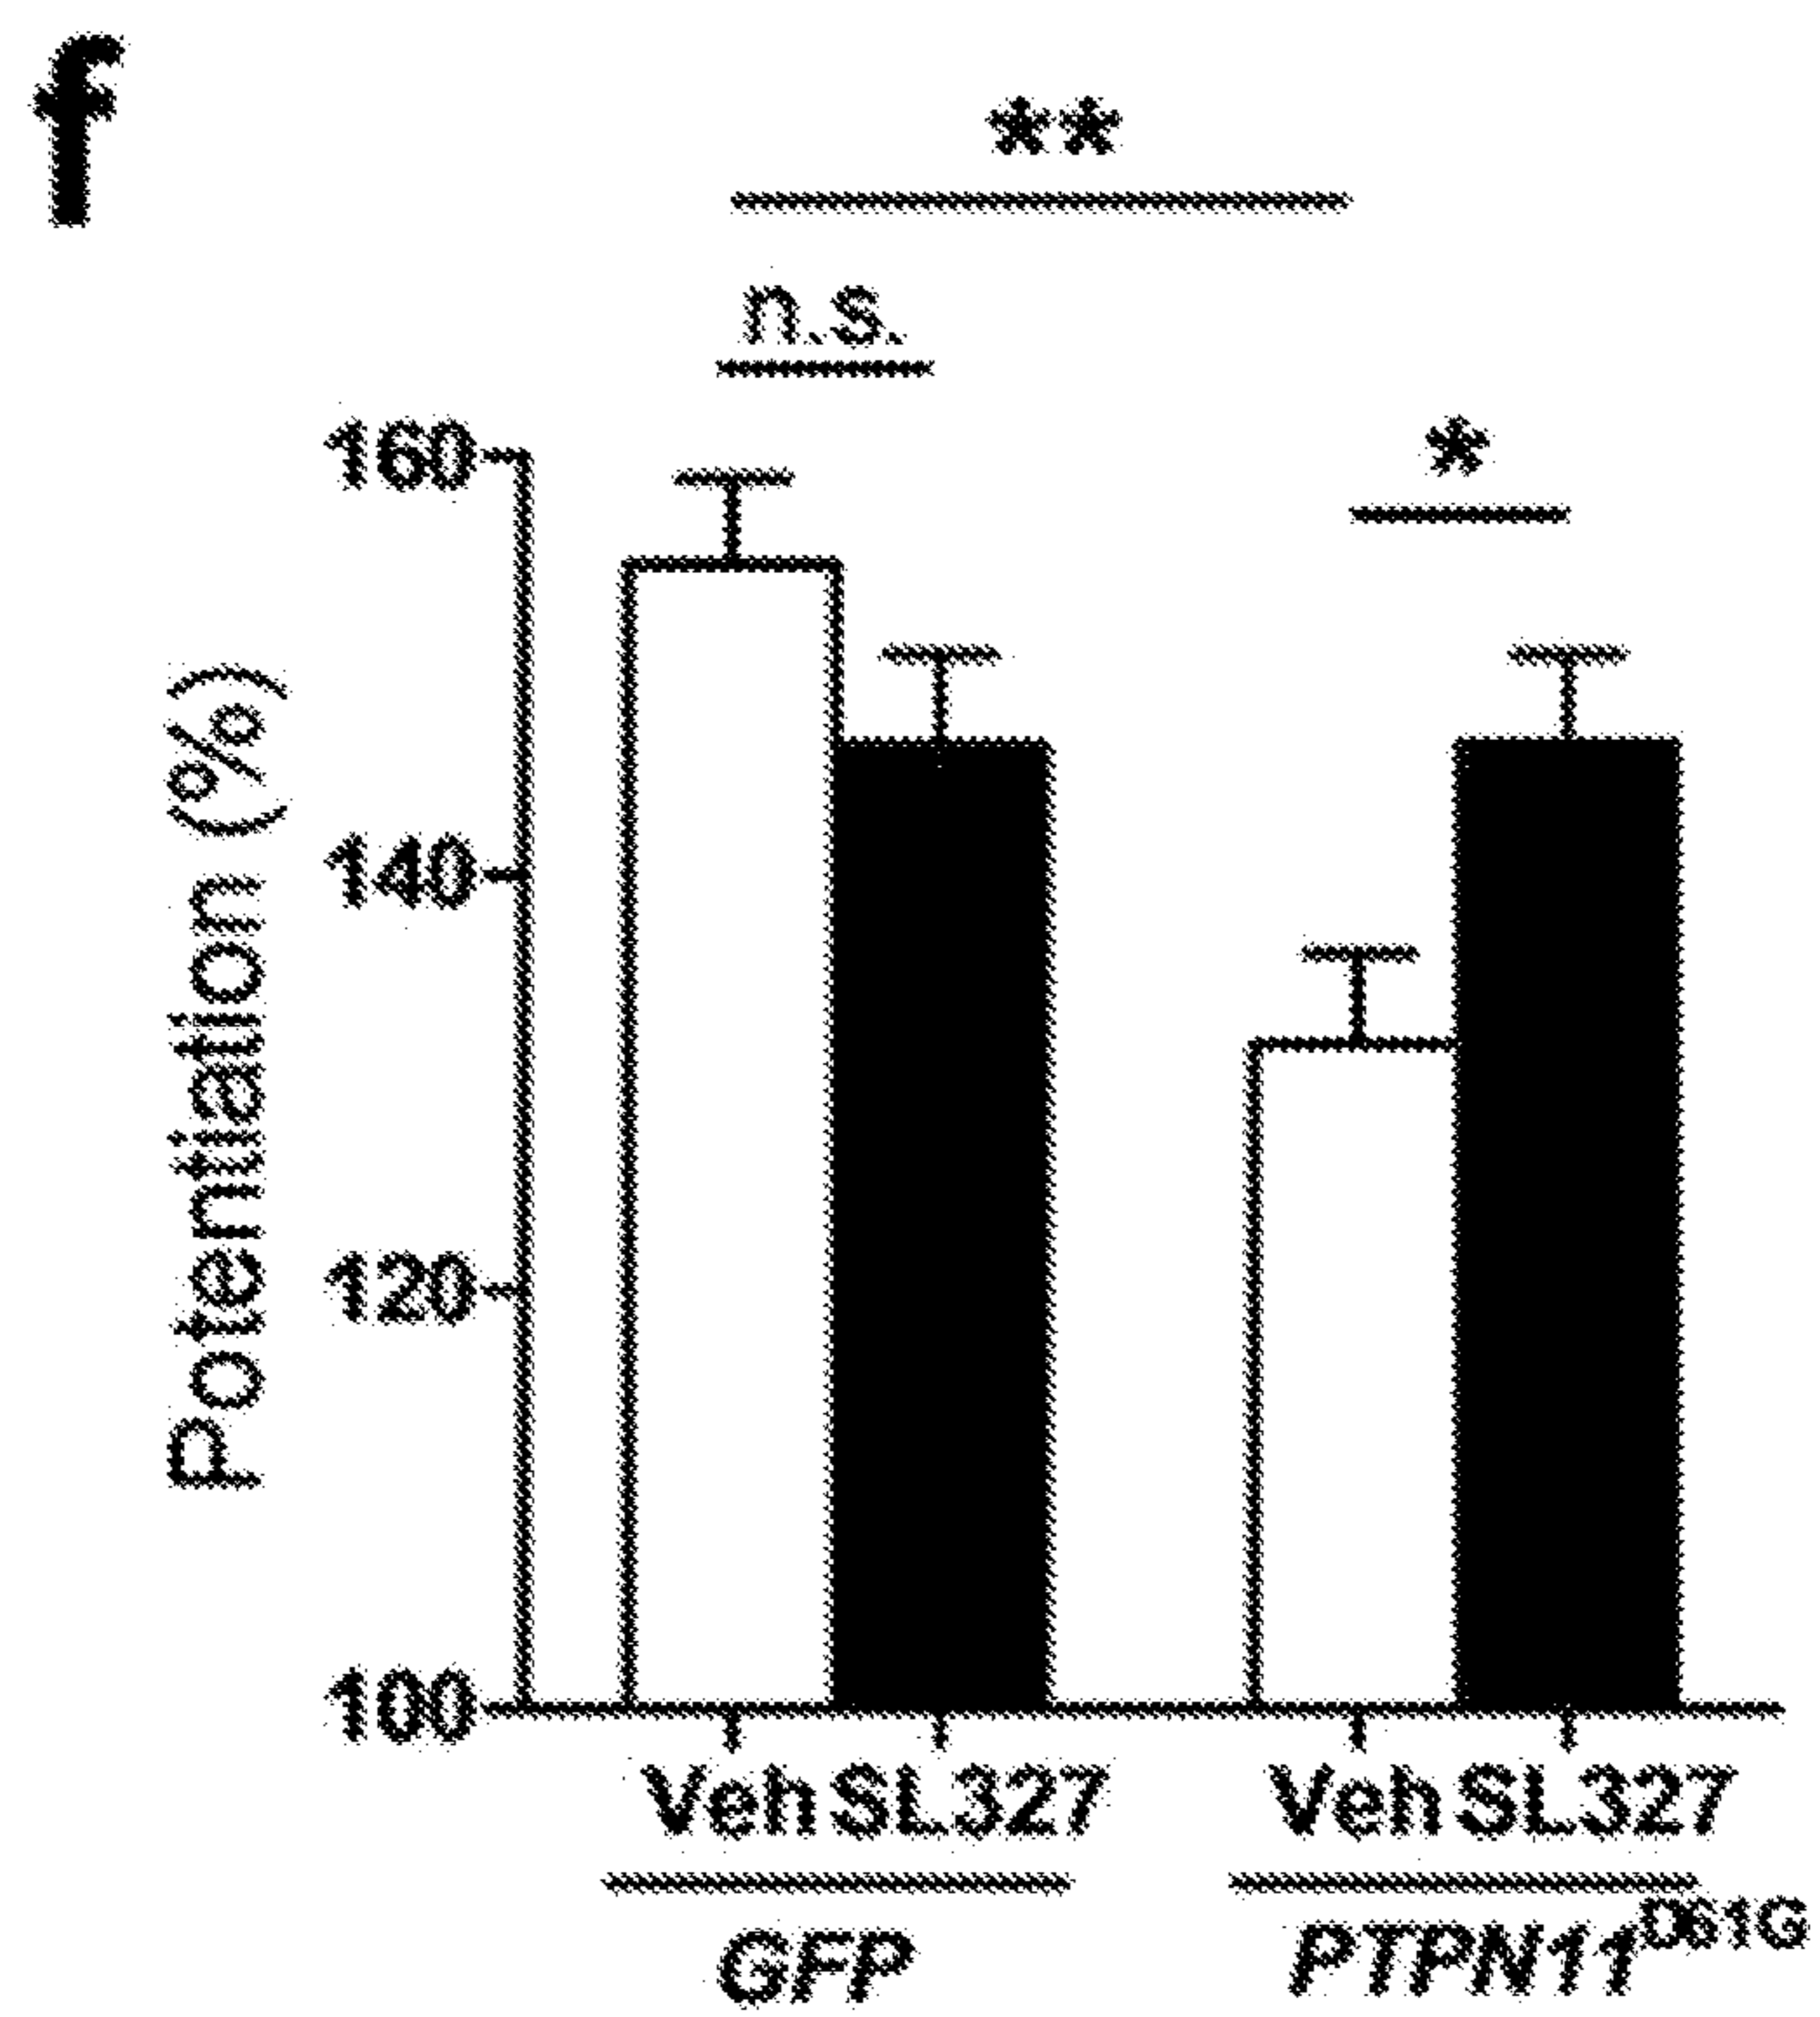 f
**
n.s.
*
160
140
120
100
Potentiation (%)
Veh SL327 Veh SL327
GFP PTPN11D61G